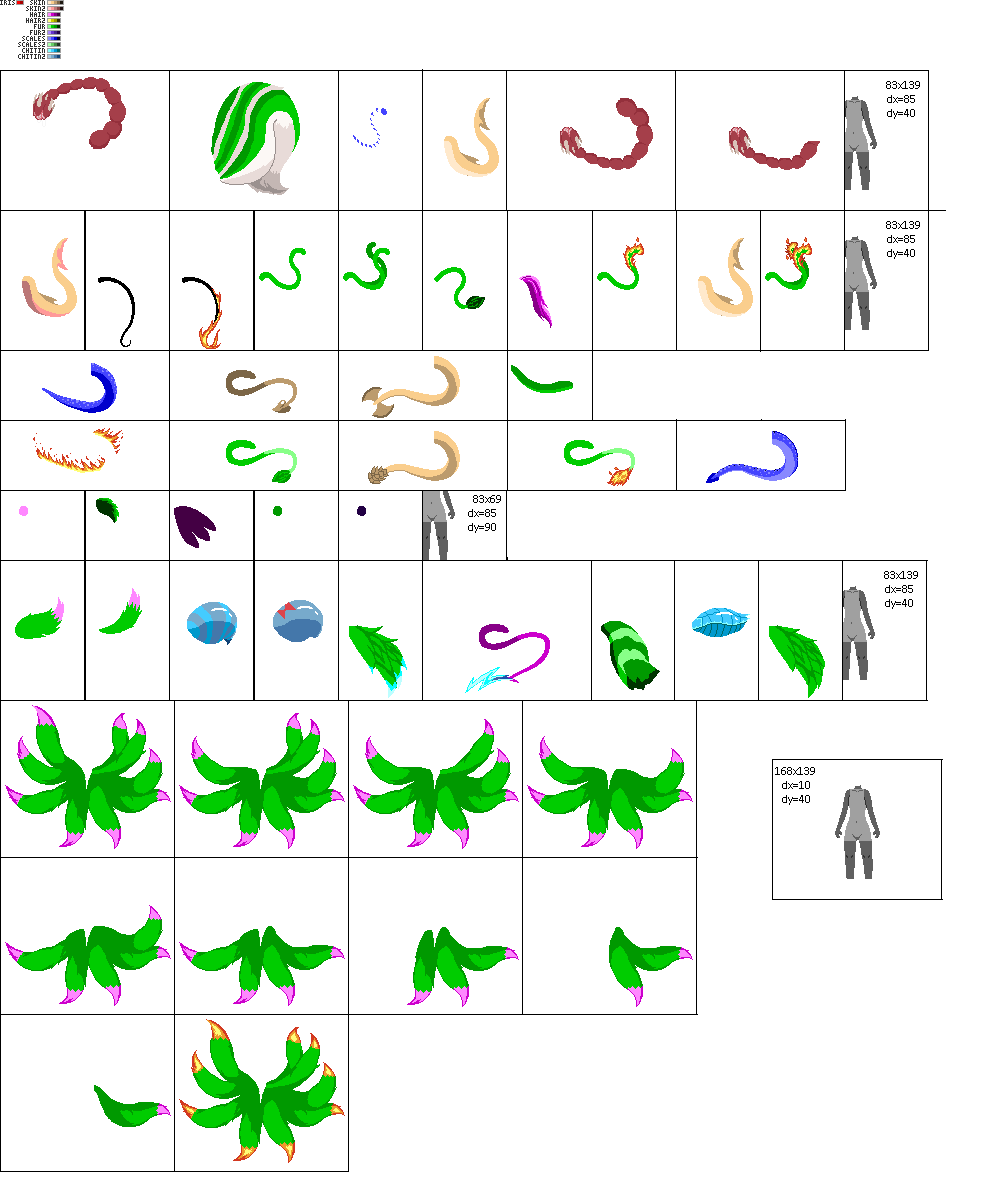 IRIS SKIN
SKIN2
HAIR
HAIR2
FUR
FUR2
SCALES
SCALES2
CHITIN
CHITIN2
83x139
dx=85
dy=40
83x139
dx=85
dy=40
83x69
dx=85
dy=90
83x139
dx=85
dy=40
168x139
dx=10
dy=40